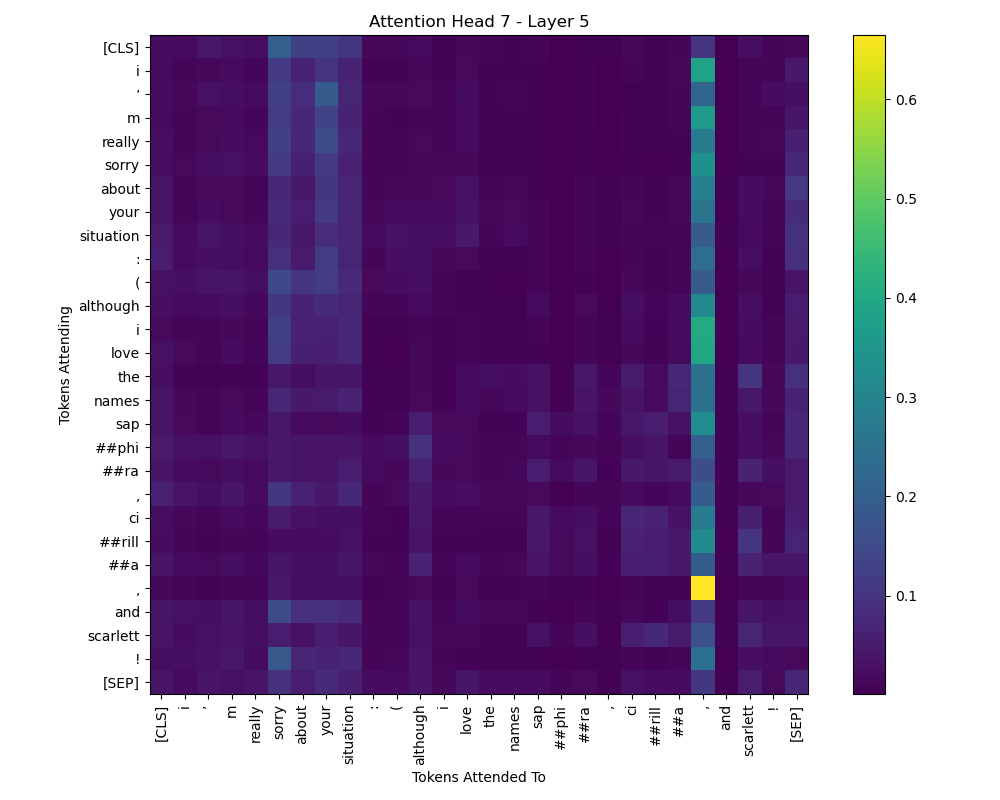 Attention Head 7 - Layer 5
Tokens Attending
[CLS]
i
’
m
really
sorry
about
your
situation
:
(
although
i
love
the
names
sap
##phi
##ra
,
ci
##rill
##a
,
and
scarlett
!
[SEP]
[CLS]
i
’
m
really
sorry
about
your
situation
:
(
although
i
love
the
names
sap
##phi
##ra
,
ci
##rill
##a
,
and
scarlett
!
[SEP]
Tokens Attended To
0.6
0.5
0.4
0.3
0.2
0.1